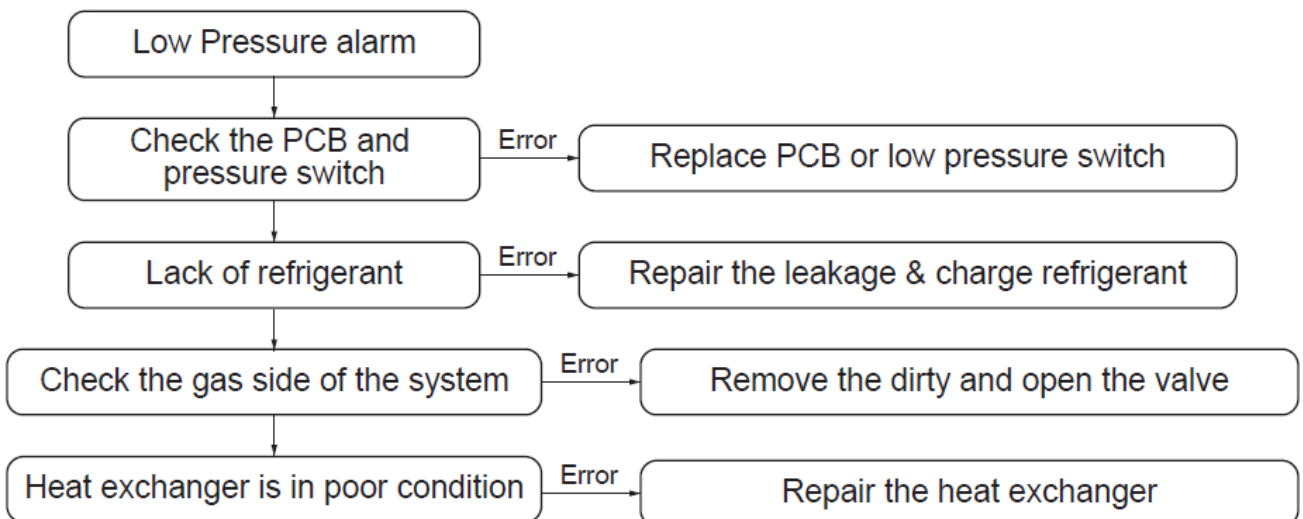 Low Pressure alarm
Check the PCB and
pressure switch
Error
Replace PCB or low pressure switch
Lack of refrigerant
Error
Repair the leakage & charge refrigerant
Check the gas side of the system
Error
Remove the dirty and open the valve
Heat exchanger is in poor condition
Error
Repair the heat exchanger